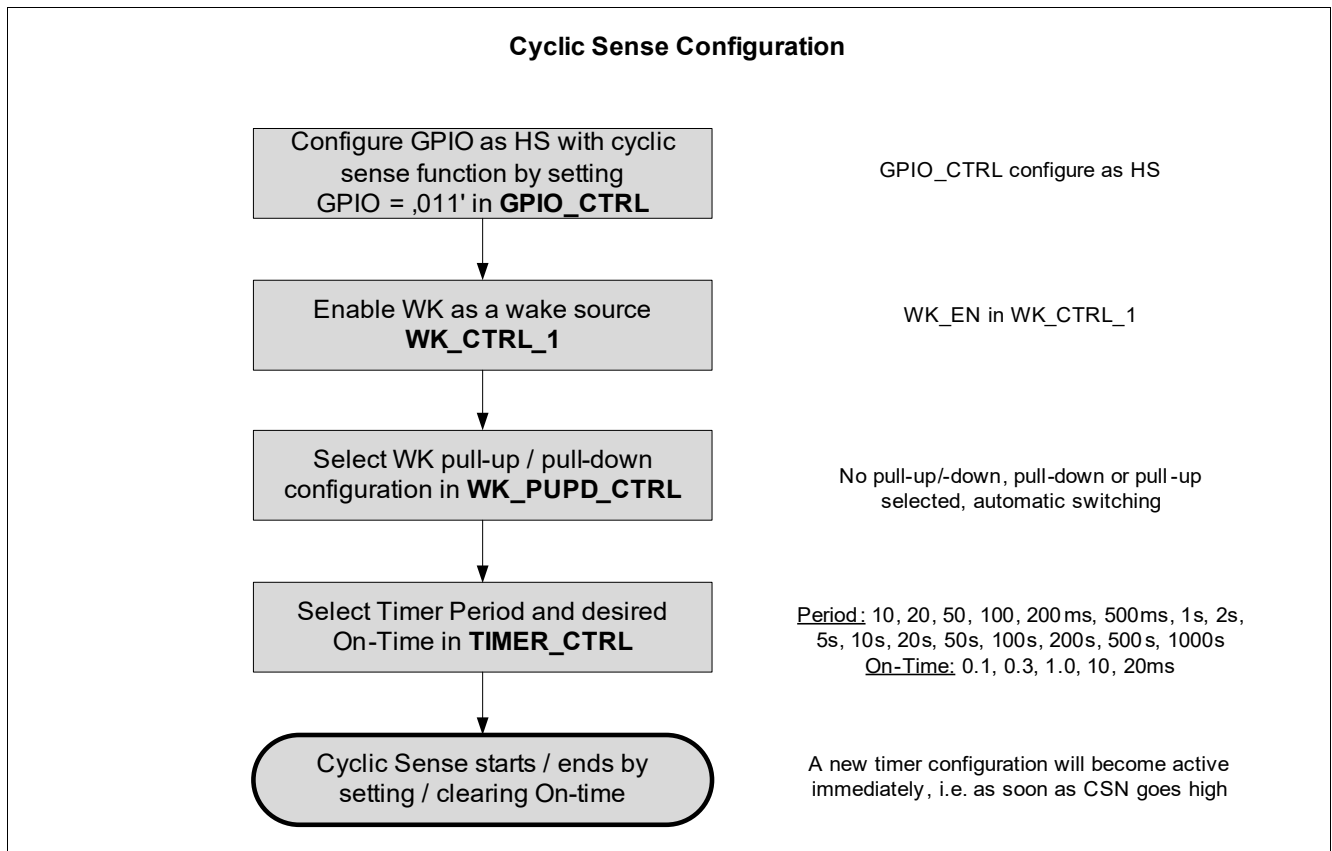 Cyclic Sense Configuration
Configure GPIO as HS with cyclic
sense function by setting
GPIO = ‚011' in GPIO_CTRL
GPIO_CTRL configure as HS
Enable WK as a wake source
WK_CTRL_1
WK_EN in WK_CTRL_1
Select WK pull-up / pull-down
configuration in WK_PUPD_CTRL
No pull-up/-down, pull-down or pull-up
selected, automatic switching
Select Timer Period and desired
On-Time in TIMER_CTRL
Period: 10, 20, 50, 100, 200ms, 500ms, 1s, 2s,
5s, 10s, 20s, 50s, 100s, 200s, 500s, 1000s
On-Time: 0.1, 0.3, 1.0, 10, 20ms
Cyclic Sense starts / ends by
setting / clearing On-time
A new timer configuration will become active
immediately, i.e. as soon as CSN goes high